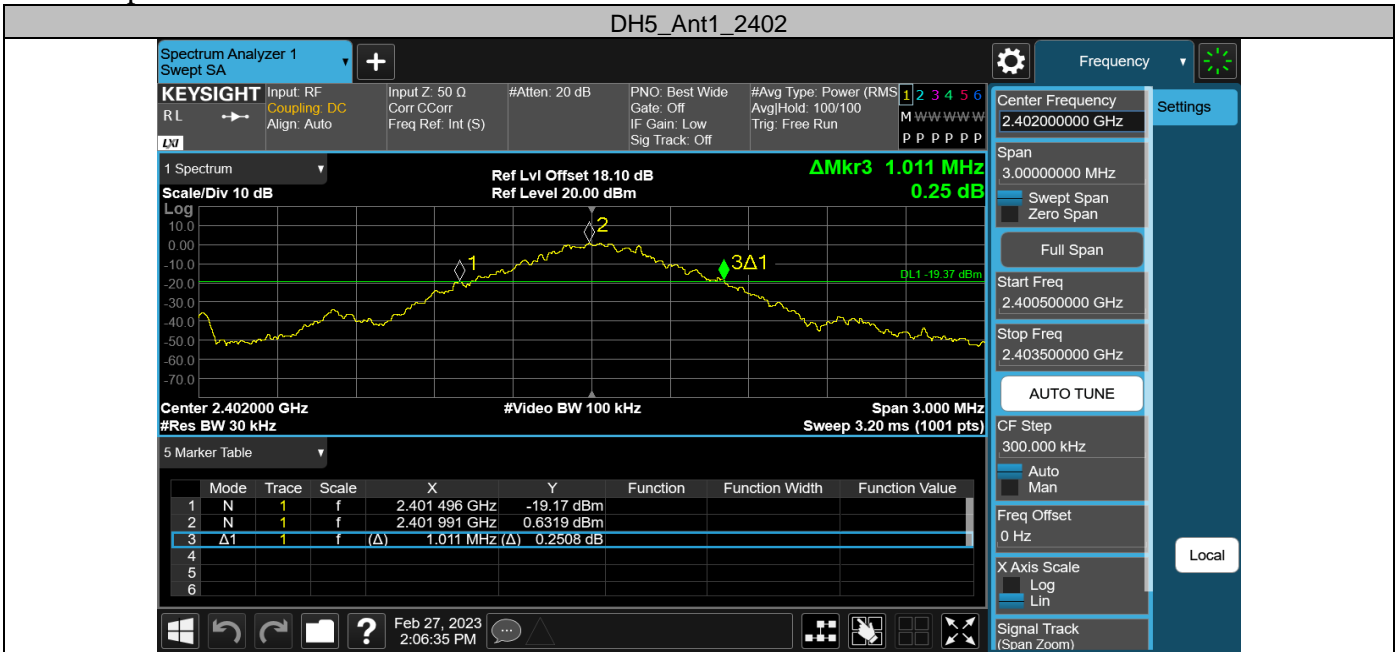 DH5_Ant1_2402
Spectrum Analyzer 1
Swept SA
Frequency
KEYSIGHT
RL
LXI
Input: RF
Coupling: DC
Align: Auto
Input Z: 50 Ω
Corr CCorr
Freq Ref: Int (S)
#Atten: 20 dB
PNO: Best Wide
Gate: Off
IF Gain: Low
Sig Track: Off
#Avg Type: Power (RMS
Avg|Hold: 100/100
Trig: Free Run
1 2 3 4 5 6
M W W W W W
P P P P P P
1 Spectrum
Scale/Div 10 dB
Ref Lvl Offset 18.10 dB
Ref Level 20.00 dBm
ΔMkr3 1.011 MHz
0.25 dB
Log
10.0
0.00
-10.0
-20.0
-30.0
-40.0
-50.0
-60.0
-70.0
1
2
3Δ1
DL1 -19.37 dBm
Center 2.402000 GHz
#Video BW 100 kHz
Span 3.000 MHz
#Res BW 30 kHz
Sweep 3.20 ms (1001 pts)
5 Marker Table
Mode Trace Scale X Y Function Function Width Function Value
1 N 1 f 2.401 496 GHz -19.17 dBm
2 N 1 f 2.401 991 GHz 0.6319 dBm
3 Δ1 1 f (Δ) 1.011 MHz (Δ) 0.2508 dB
4
5
6
Feb 27, 2023
2:06:35 PM
Center Frequency
2.402000000 GHz
Settings
Span
3.00000000 MHz
Swept Span
Zero Span
Full Span
Start Freq
2.400500000 GHz
Stop Freq
2.403500000 GHz
AUTO TUNE
CF Step
300.000 kHz
Auto
Man
Freq Offset
0 Hz
Local
X Axis Scale
Log
Lin
Signal Track
(Span Zoom)